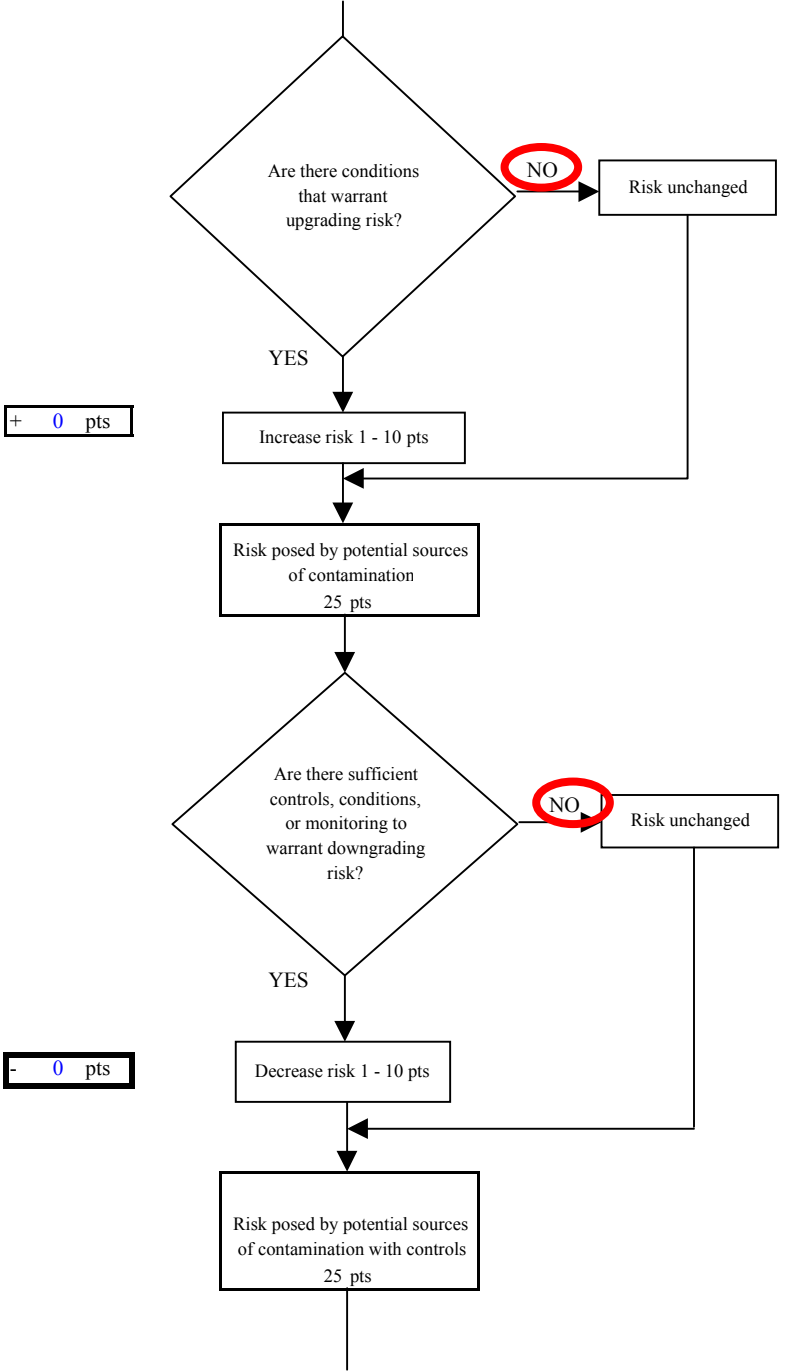 Are there conditions
that warrant
upgrading risk?
NO
Risk unchanged
YES
+ 0 pts
Increase risk 1 - 10 pts
Risk posed by potential sources
of contamination
25 pts
Are there sufficient
controls, conditions,
or monitoring to
warrant downgrading
risk?
NO
Risk unchanged
YES
- 0 pts
Decrease risk 1 - 10 pts
Risk posed by potential sources
of contamination with controls
25 pts